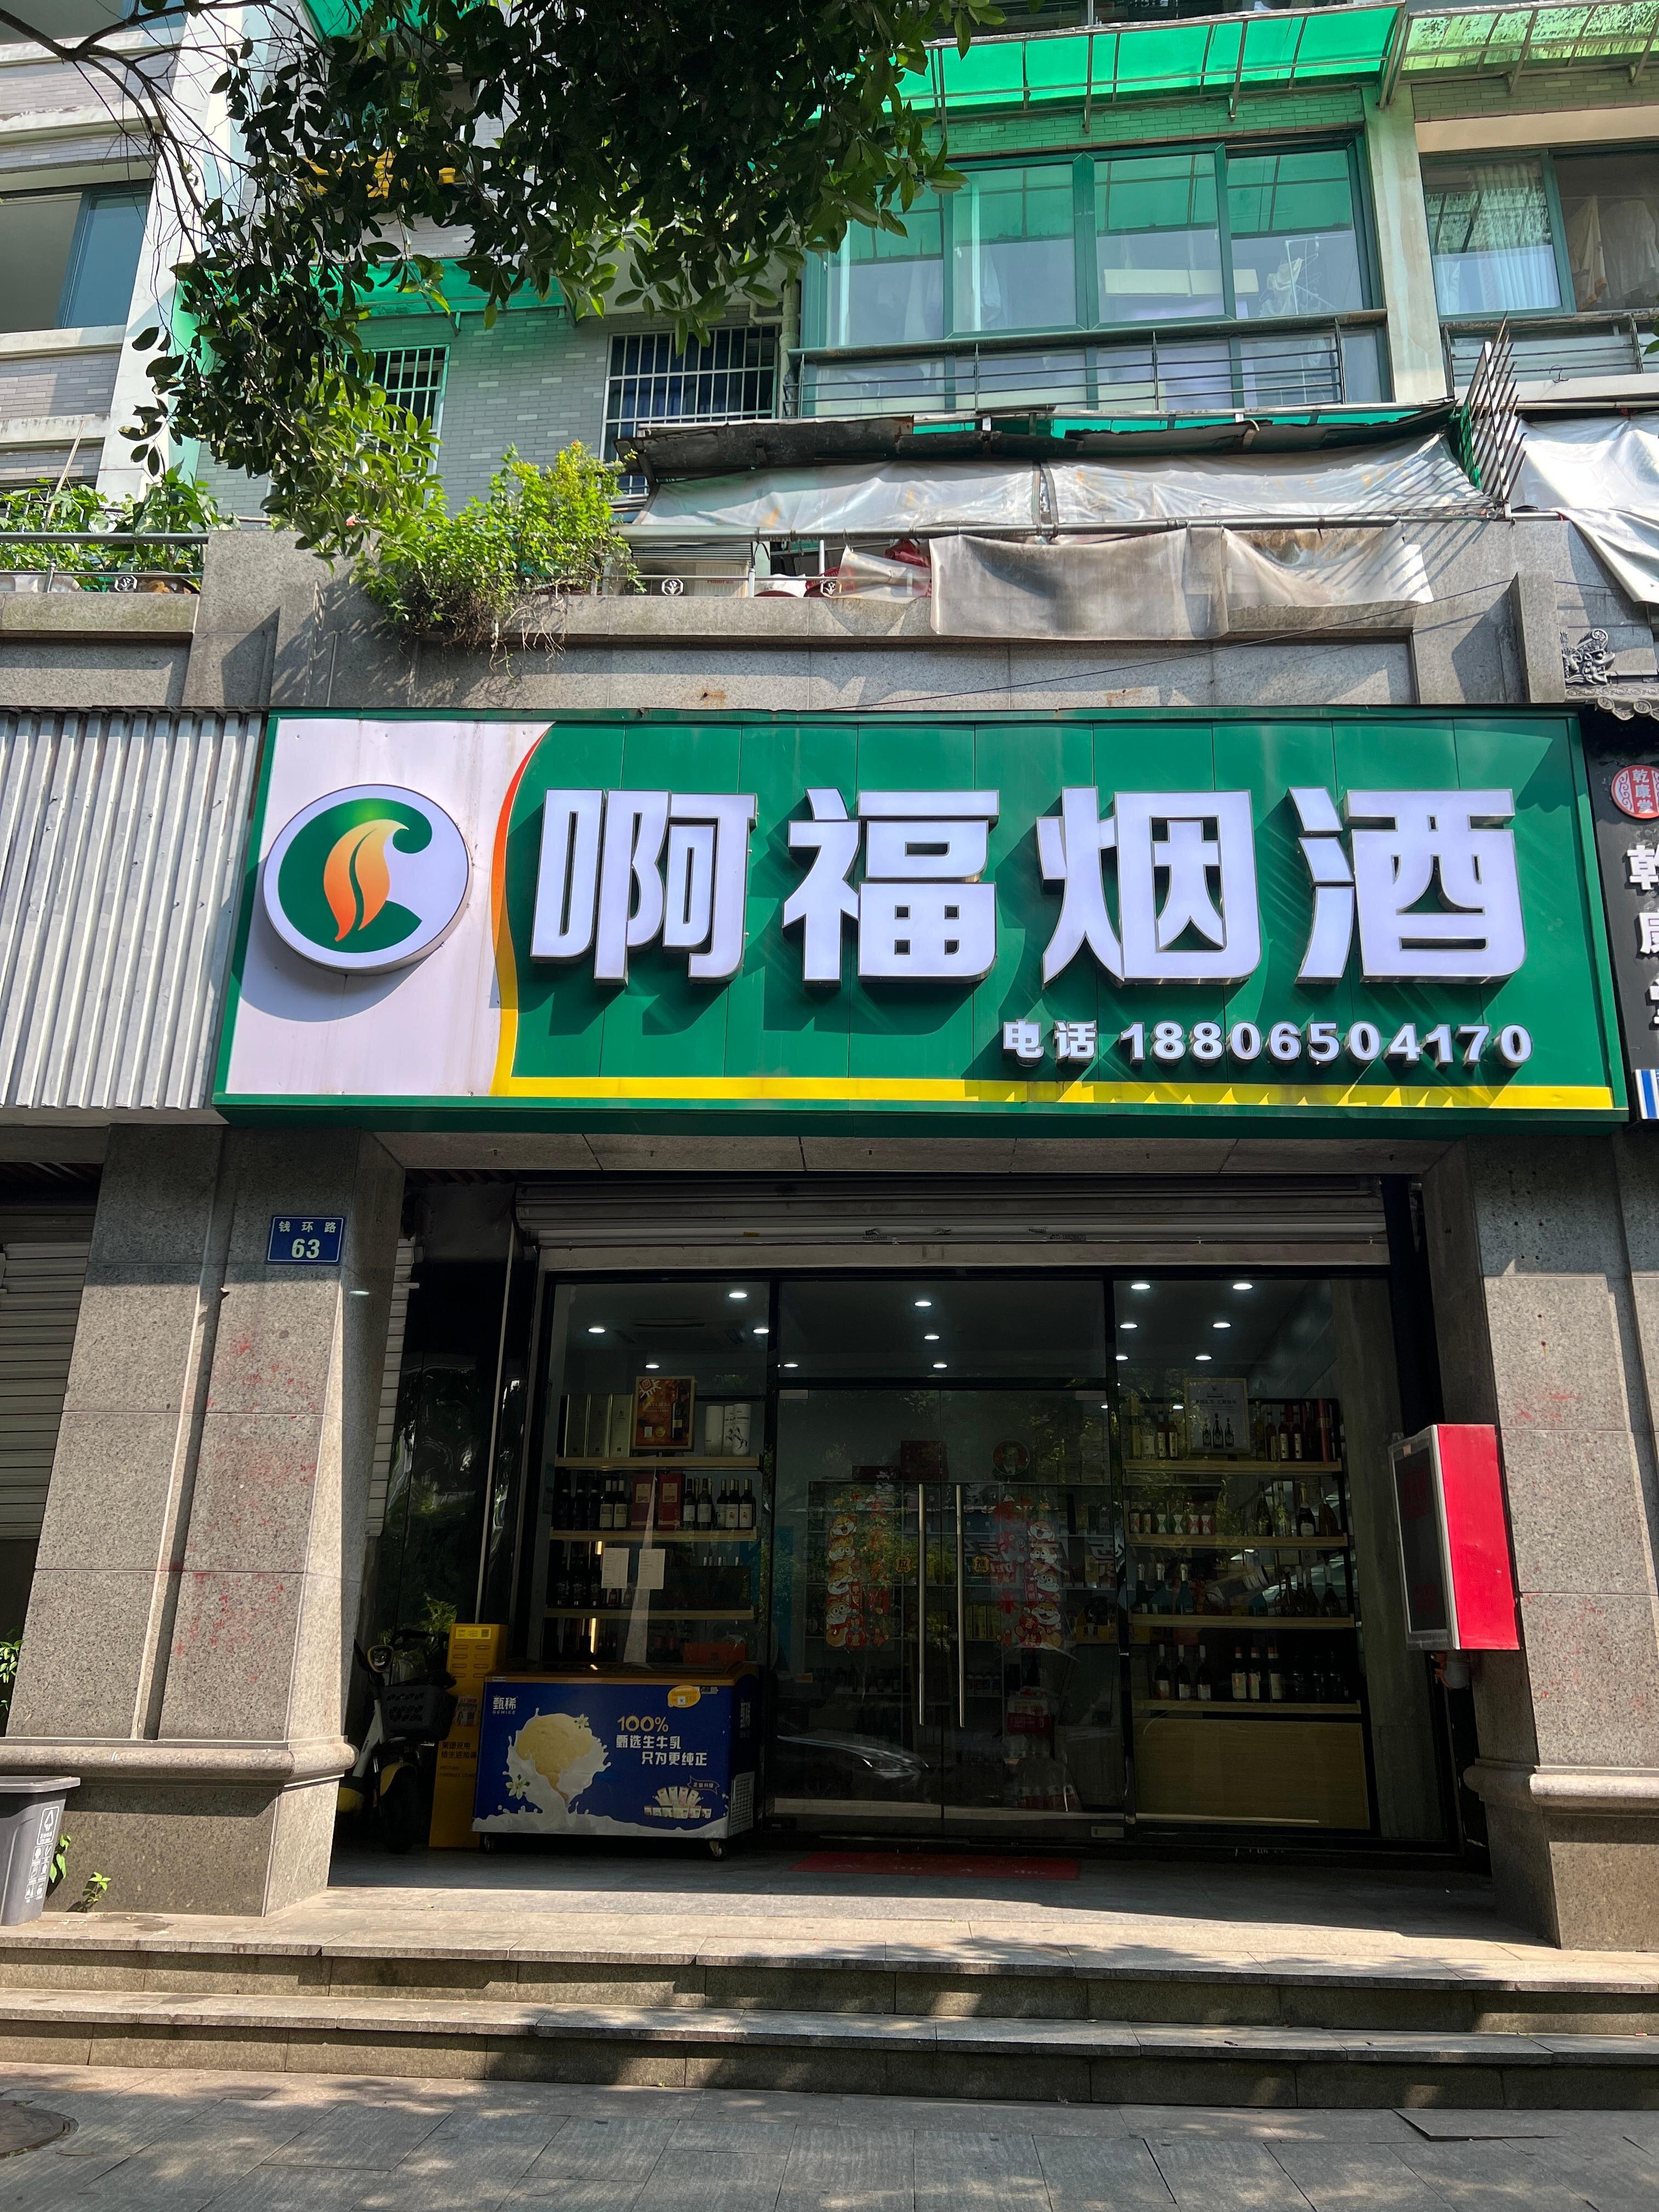 啊福烟酒
电话 18806504170
乾康堂
钱环路
63
甄稀
100%
甄选生牛乳
只为更纯正